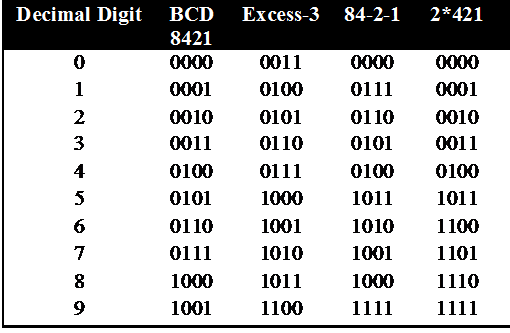 Decimal Digit BCD Excess-3 84-2-1 2*421
8421
0 0000 0011 0000 0000
1 0001 0100 0111 0001
2 0010 0101 0110 0010
3 0011 0110 0101 0011
4 0100 0111 0100 0100
5 0101 1000 1011 1011
6 0110 1001 1010 1100
7 0111 1010 1001 1101
8 1000 1011 1000 1110
9 1001 1100 1111 1111